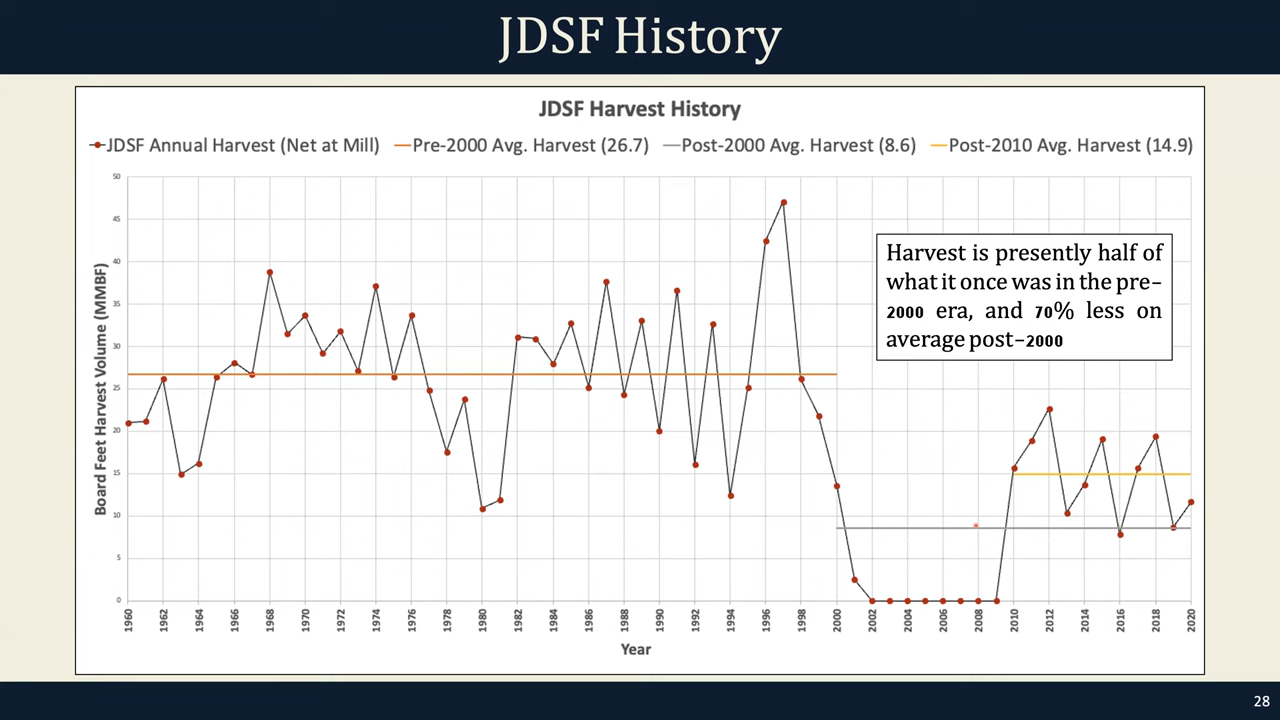 JDSF History
JDSF Harvest History
JDSF Annual Harvest (Net at Mill) Pre-2000 Avg. Harvest (26.7) Post-2000 Avg. Harvest (8.6) Post-2010 Avg. Harvest (14.9)
Board Feet Harvest Volume (MMBF)
50
45
40
35
30
25
20
15
10
5
0
Harvest is presently half of
what it once was in the pre-
2000 era, and 70% less on
average post-2000
1960 1962 1964 1966 1968 1970 1972 1974 1976 1978 1980 1982 1984 1986 1988 1990 1992 1994 1996 1998 2000 2002 2004 2006 2008 2010 2012 2014 2016 2018 2020
Year
28